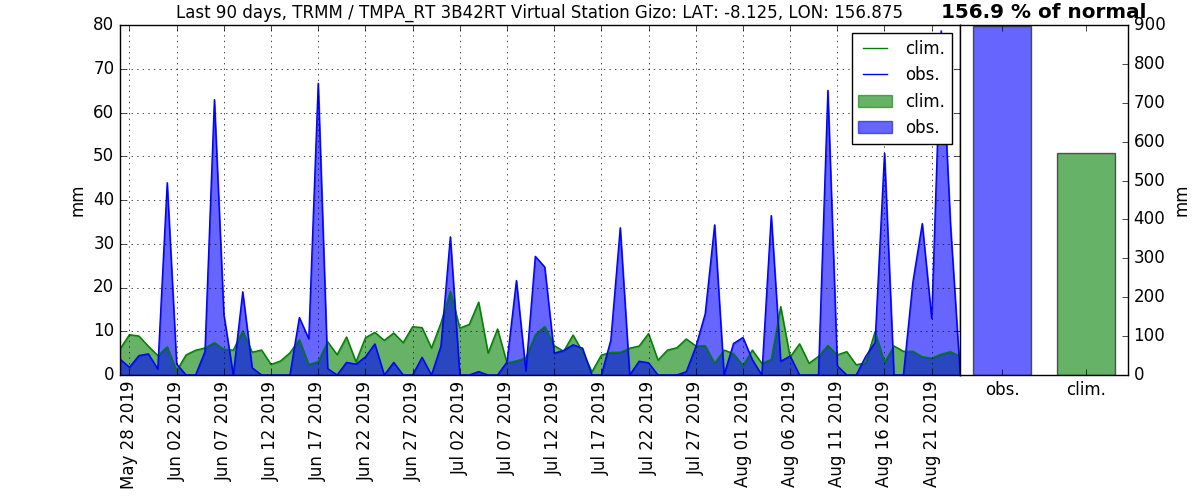 Last 90 days, TRMM / TMPA_RT 3B42RT Virtual Station Gizo: LAT: -8.125, LON: 156.875
156.9 % of normal
80
70
60
50
40
30
20
10
0
mm
clim.
obs.
clim.
obs.
900
800
700
600
500
400
300
200
100
0
mm
May 28 2019
Jun 02 2019
Jun 07 2019
Jun 12 2019
Jun 17 2019
Jun 22 2019
Jun 27 2019
Jul 02 2019
Jul 07 2019
Jul 12 2019
Jul 17 2019
Jul 22 2019
Jul 27 2019
Aug 01 2019
Aug 06 2019
Aug 11 2019
Aug 16 2019
Aug 21 2019
obs.
clim.